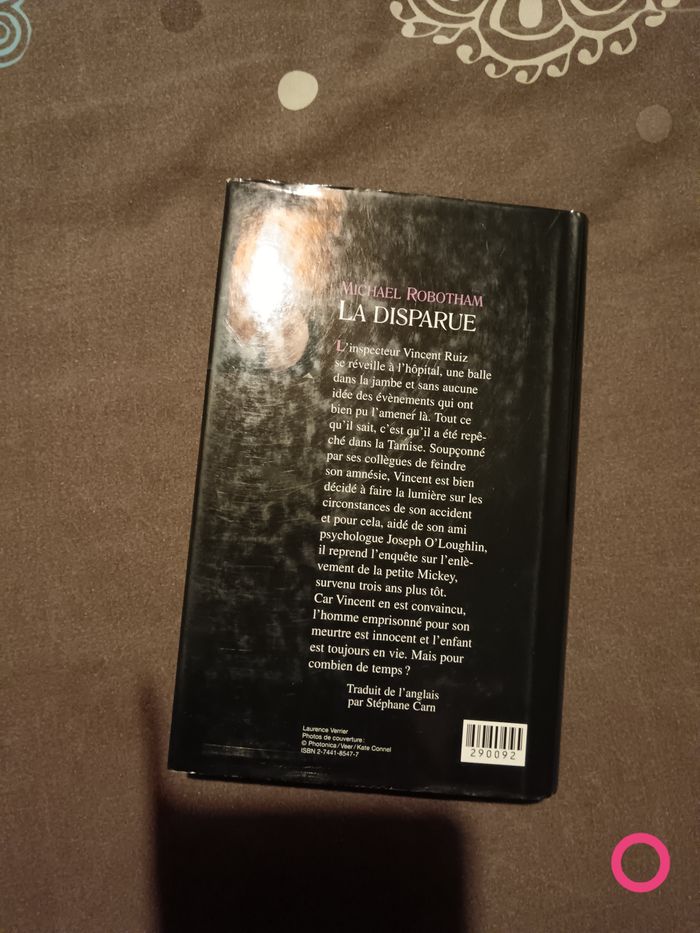 MICHAEL ROBOTHAM
LA DISPARUE
L'inspecteur Vincent Ruiz
se réveille à l'hôpital, une balle
dans la jambe et sans aucune
idée des évènements qui ont
bien pu l'amener là. Tout ce
qu'il sait, c'est qu'il a été repê-
ché dans la Tamise. Soupçonné
par ses collègues de feindre
son amnésie, Vincent est bien
décidé à faire la lumière sur les
circonstances de son accident
et pour cela, aidé de son ami
psychologue Joseph O'Loughlin,
il reprend l'enquête sur l'enlè-
vement de la petite Mickey,
survenu trois ans plus tôt.
Car Vincent en est convaincu,
l'homme emprisonné pour son
meurtre est innocent et l'enfant
est toujours en vie. Mais pour
combien de temps ?
Traduit de l'anglais
par Stéphane Carn
Laurence Verrier
Photos de couverture :
© Photonica / Veer / Kate Connel
ISBN 2-7441-8547-7
290092